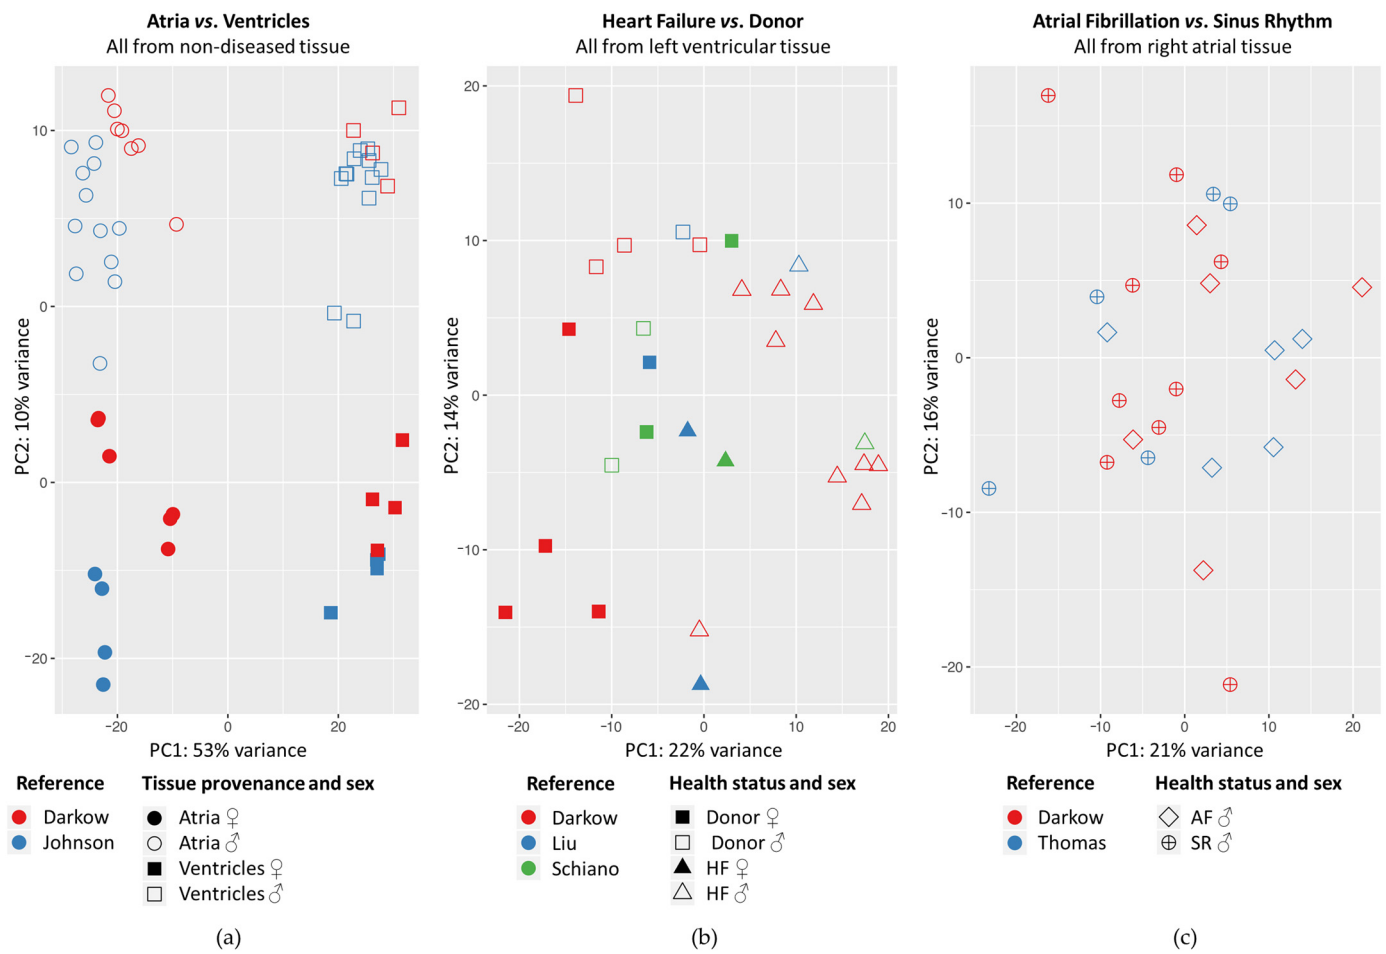 Atria vs. Ventricles
All from non-diseased tissue
PC2: 10% variance
10
0
0
−20
−20
0
20
PC1: 53% variance
Reference
Darkow
Johnson
Tissue provenance and sex
Atria ♀
Atria ♂
Ventricles ♀
Ventricles ♂
(a)
Heart Failure vs. Donor
All from left ventricular tissue
PC2: 14% variance
20
10
0
−10
−20
−20
−10
0
10
20
PC1: 22% variance
Reference
Darkow
Liu
Schiano
Health status and sex
Donor ♀
Donor ♂
HF ♀
HF ♂
(b)
Atrial Fibrillation vs. Sinus Rhythm
All from right atrial tissue
PC2: 16% variance
10
0
−10
−20
−20
−10
0
10
20
PC1: 21% variance
Reference
Darkow
Thomas
Health status and sex
AF ♂
SR ♂
(c)